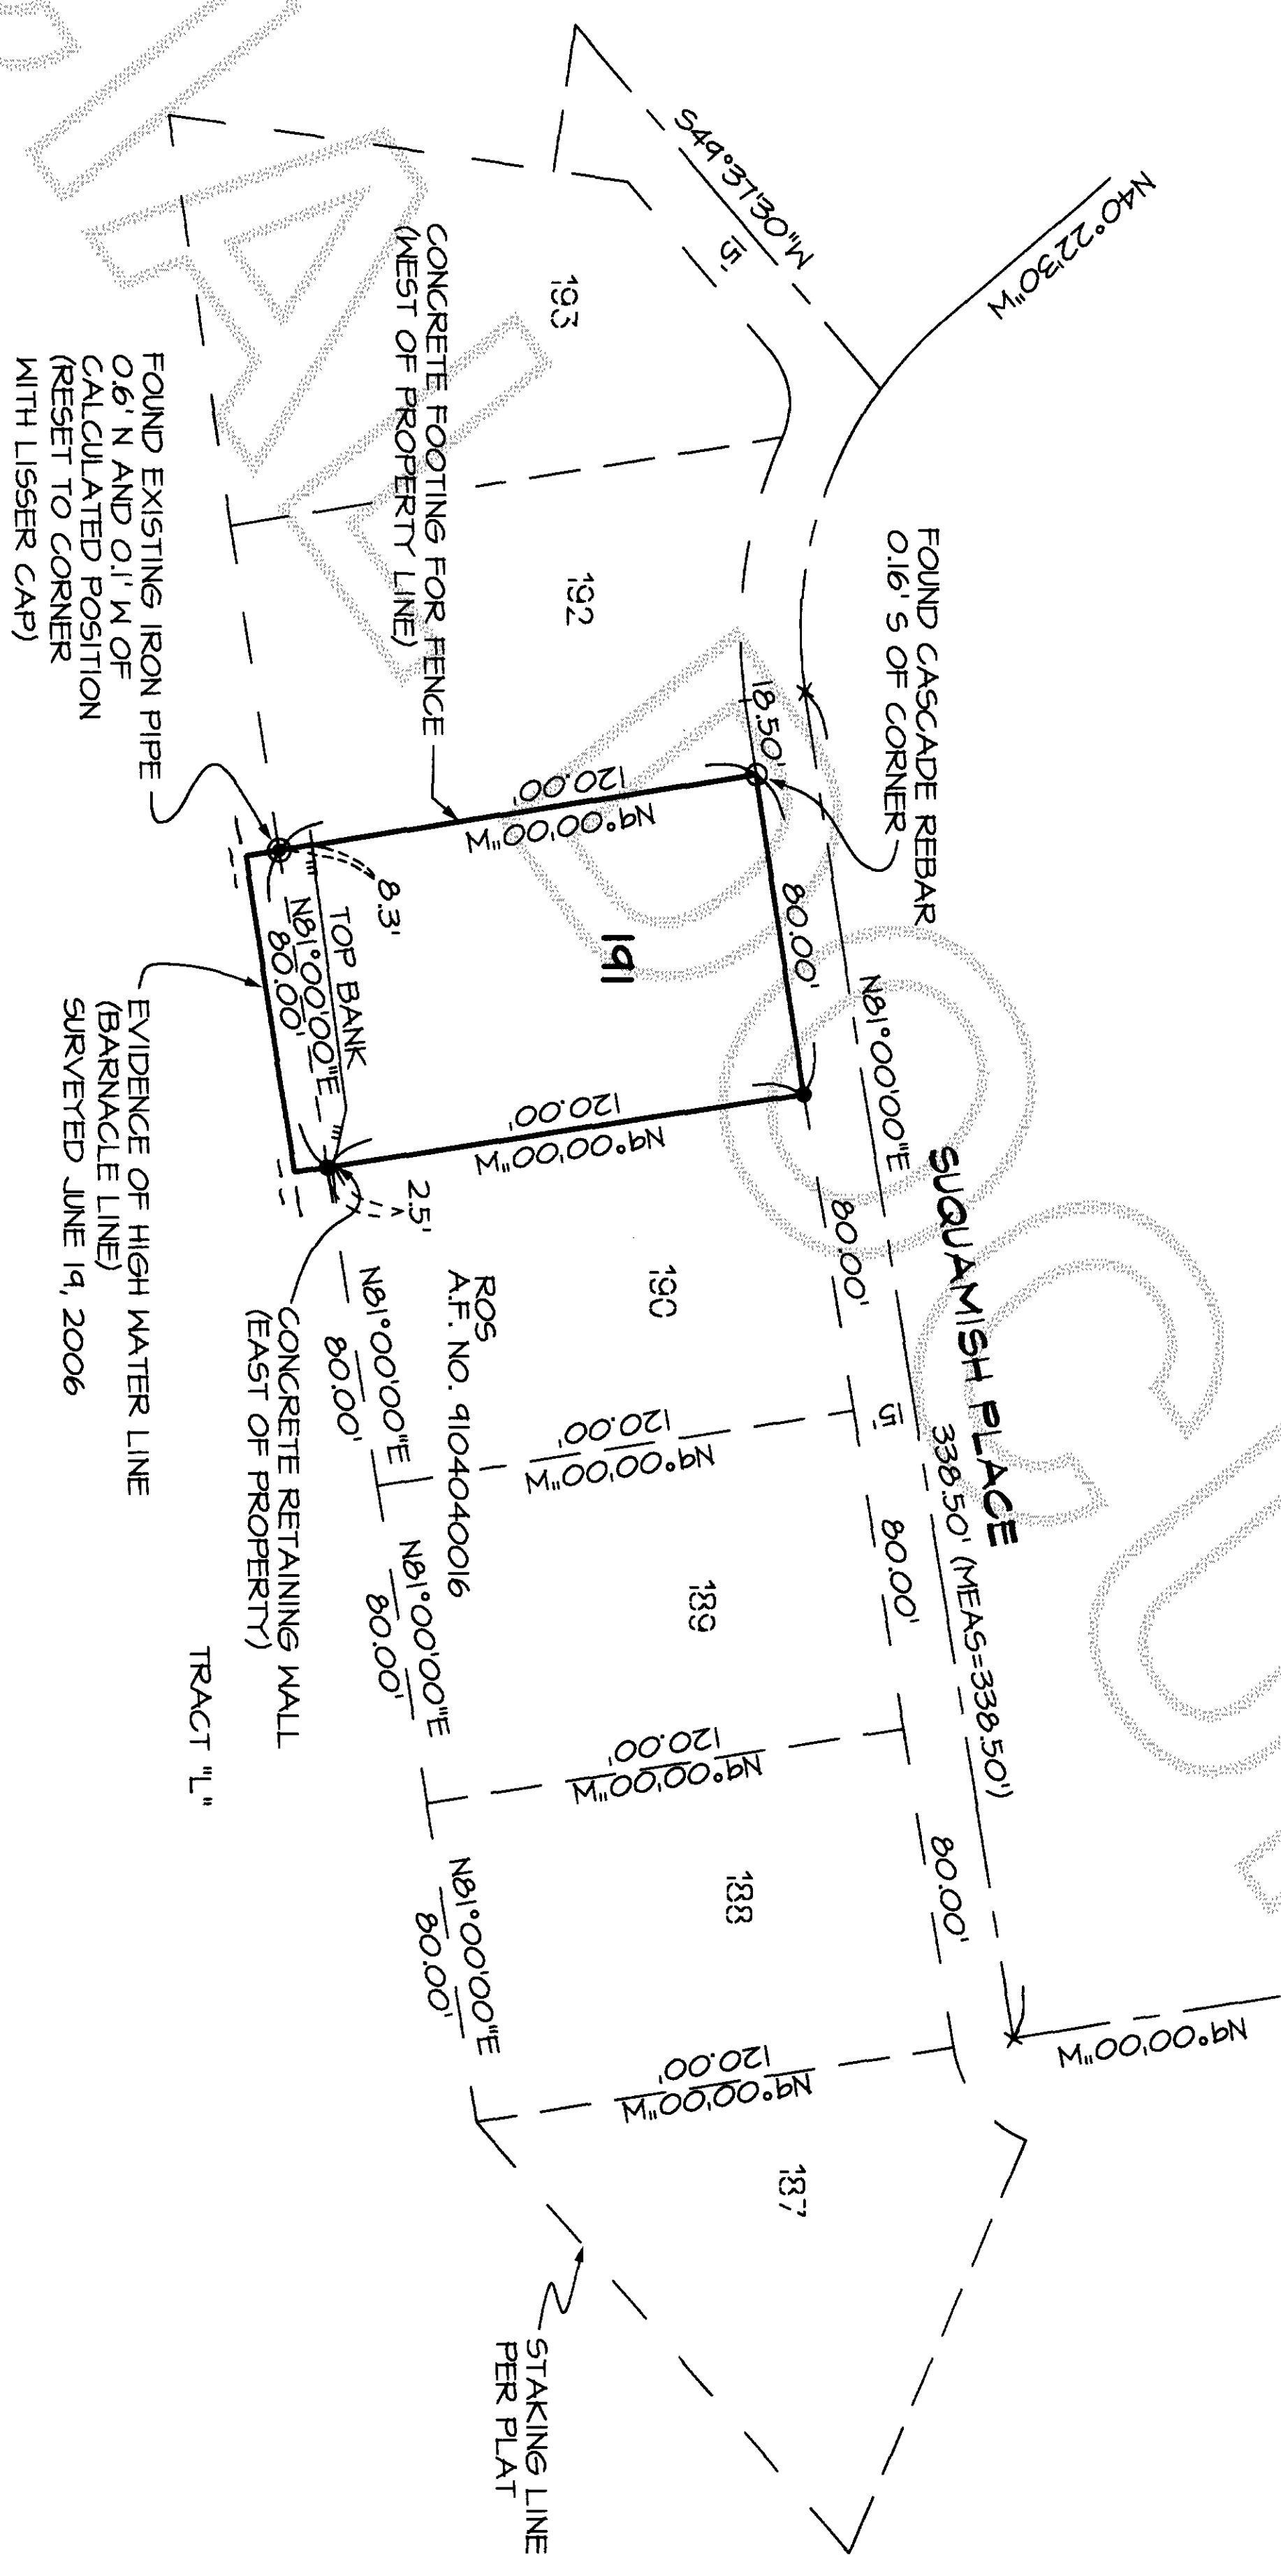 N40°22'30"W
S49°37'30"W
15'
193
CONCRETE FOOTING FOR FENCE
(WEST OF PROPERTY LINE)
FOUND EXISTING IRON PIPE
0.6' N AND 0.1' W OF
CALCULATED POSITION
(RESET TO CORNER
WITH LISSER CAP)
192
FOUND CASCADE REBAR
0.16' S OF CORNER
18.50'
80.00'
N9°00'00"W
120.00'
191
8.3'
TOP BANK
N81°00'00"E
80.00'
N9°00'00"W
120.00'
2.5'
EVIDENCE OF HIGH WATER LINE
(BARNACLE LINE)
SURVEYED JUNE 19, 2006
CONCRETE RETAINING WALL
(EAST OF PROPERTY)
N81°00'00"E
SUQUAMISH PLACE
338.50' (MEAS=338.50')
80.00'
15'
190
ROS
A.F. NO. 9104040016
N81°00'00"E
80.00'
N9°00'00"W
120.00'
80.00'
189
N81°00'00"E
80.00'
TRACT "L"
N9°00'00"W
120.00'
80.00'
188
N81°00'00"E
80.00'
N9°00'00"W
N9°00'00"W
120.00'
187
STAKING LINE
PER PLAT